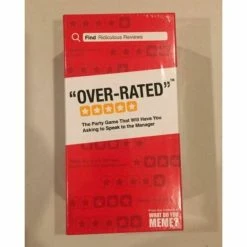 Find Ridiculous Reviews
"OVER-RATED"™
The Party Game That Will Have You
Asking to Speak to the Manager
WHAT DO YOU
MEME?